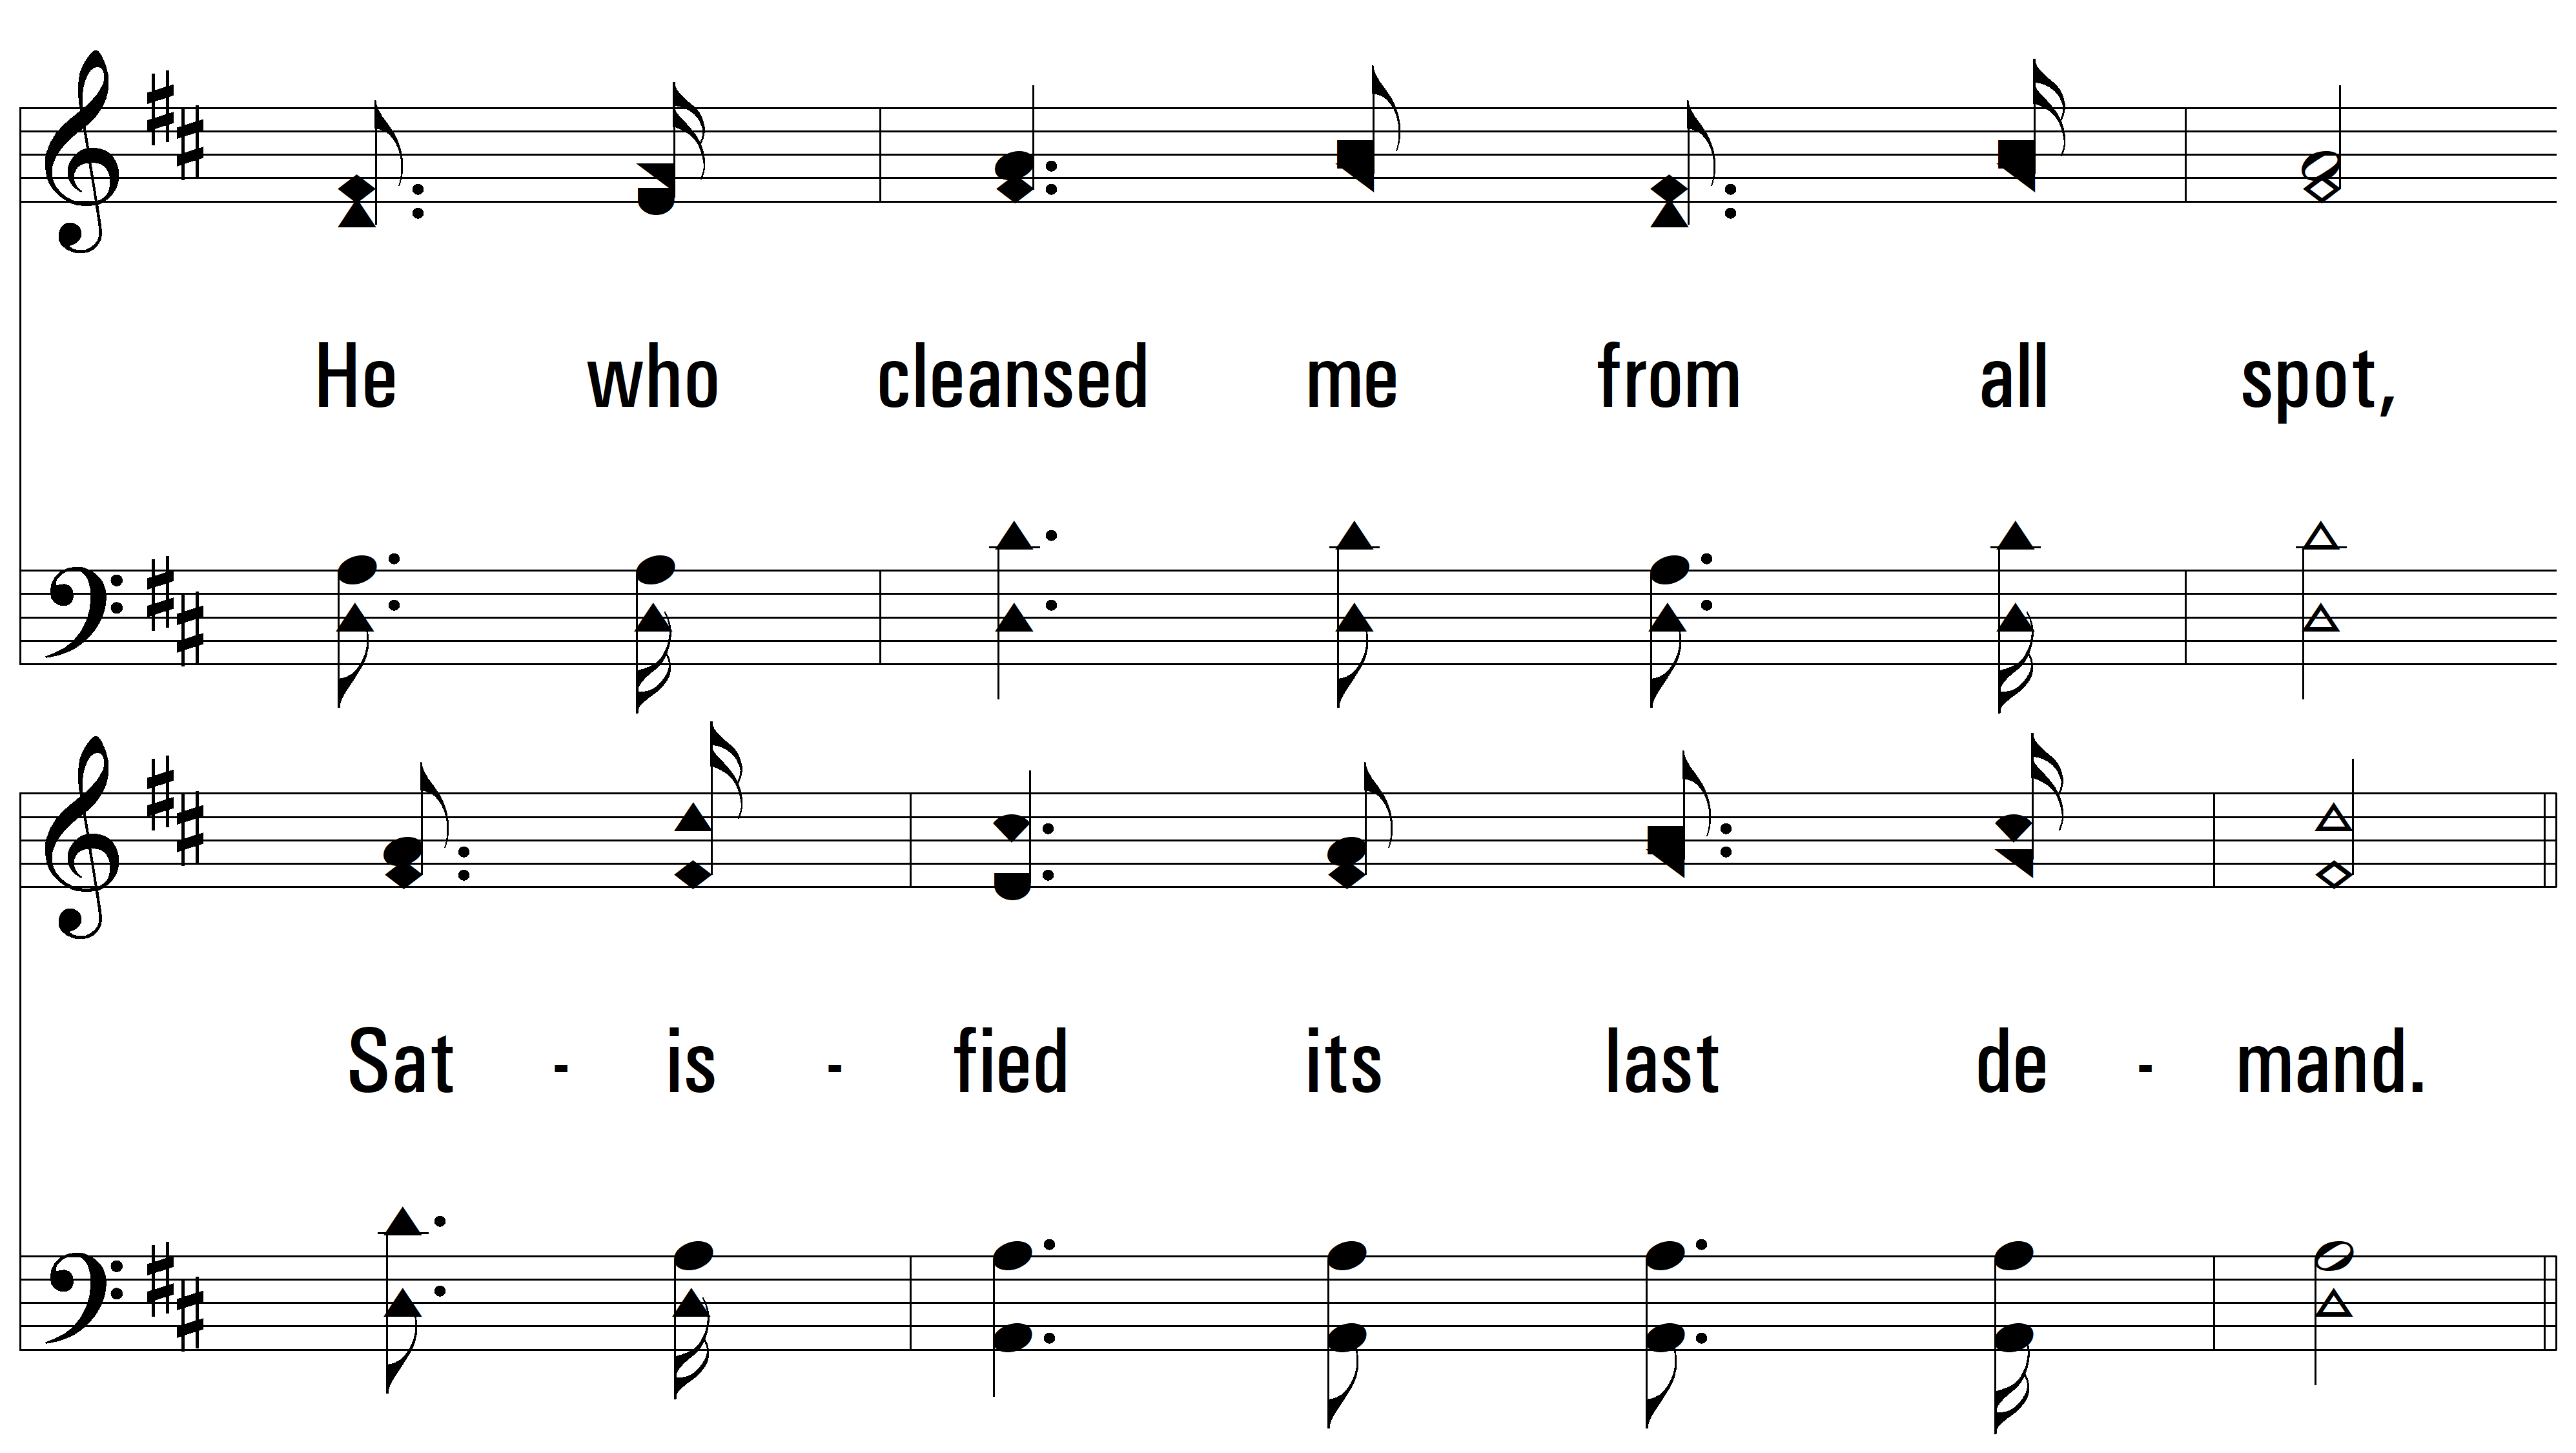 He who cleansed me from all spot,
Sat - is - fied its last de - mand.